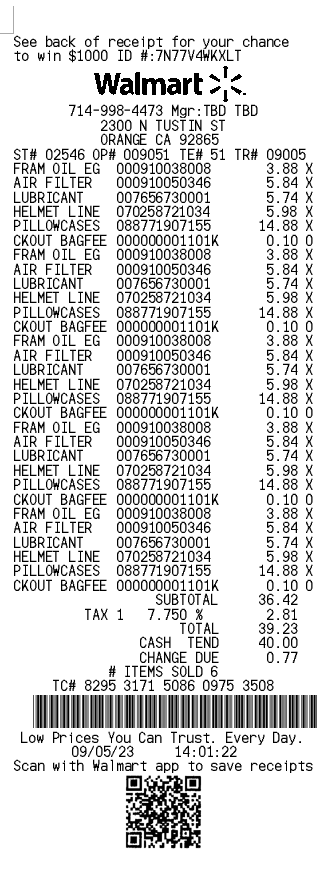 See back of receipt for your chance
to win $1000 ID #:7N77V4WKXLT
Walmart
714-998-4473 Mgr:TBD TBD
2300 N TUSTIN ST
ORANGE CA 92865
ST# 02546 OP# 009051 TE# 51 TR# 09005
FRAM OIL EG 000910038008 3.88 X
AIR FILTER 000910050346 5.84 X
LUBRICANT 007656730001 5.74 X
HELMET LINE 070258721034 5.98 X
PILLOWCASES 088771907155 14.88 X
CKOUT BAGFEE 000000001101K 0.10 O
FRAM OIL EG 000910038008 3.88 X
AIR FILTER 000910050346 5.84 X
LUBRICANT 007656730001 5.74 X
HELMET LINE 070258721034 5.98 X
PILLOWCASES 088771907155 14.88 X
CKOUT BAGFEE 000000001101K 0.10 O
FRAM OIL EG 000910038008 3.88 X
AIR FILTER 000910050346 5.84 X
LUBRICANT 007656730001 5.74 X
HELMET LINE 070258721034 5.98 X
PILLOWCASES 088771907155 14.88 X
CKOUT BAGFEE 000000001101K 0.10 O
FRAM OIL EG 000910038008 3.88 X
AIR FILTER 000910050346 5.84 X
LUBRICANT 007656730001 5.74 X
HELMET LINE 070258721034 5.98 X
PILLOWCASES 088771907155 14.88 X
CKOUT BAGFEE 000000001101K 0.10 O
FRAM OIL EG 000910038008 3.88 X
AIR FILTER 000910050346 5.84 X
LUBRICANT 007656730001 5.74 X
HELMET LINE 070258721034 5.98 X
PILLOWCASES 088771907155 14.88 X
CKOUT BAGFEE 000000001101K 0.10 O
SUBTOTAL 36.42
TAX 1 7.750 % 2.81
TOTAL 39.23
CASH TEND 40.00
CHANGE DUE 0.77
# ITEMS SOLD 6
TC# 8295 3171 5086 0975 3508
Low Prices You Can Trust. Every Day.
09/05/23 14:01:22
Scan with Walmart app to save receipts